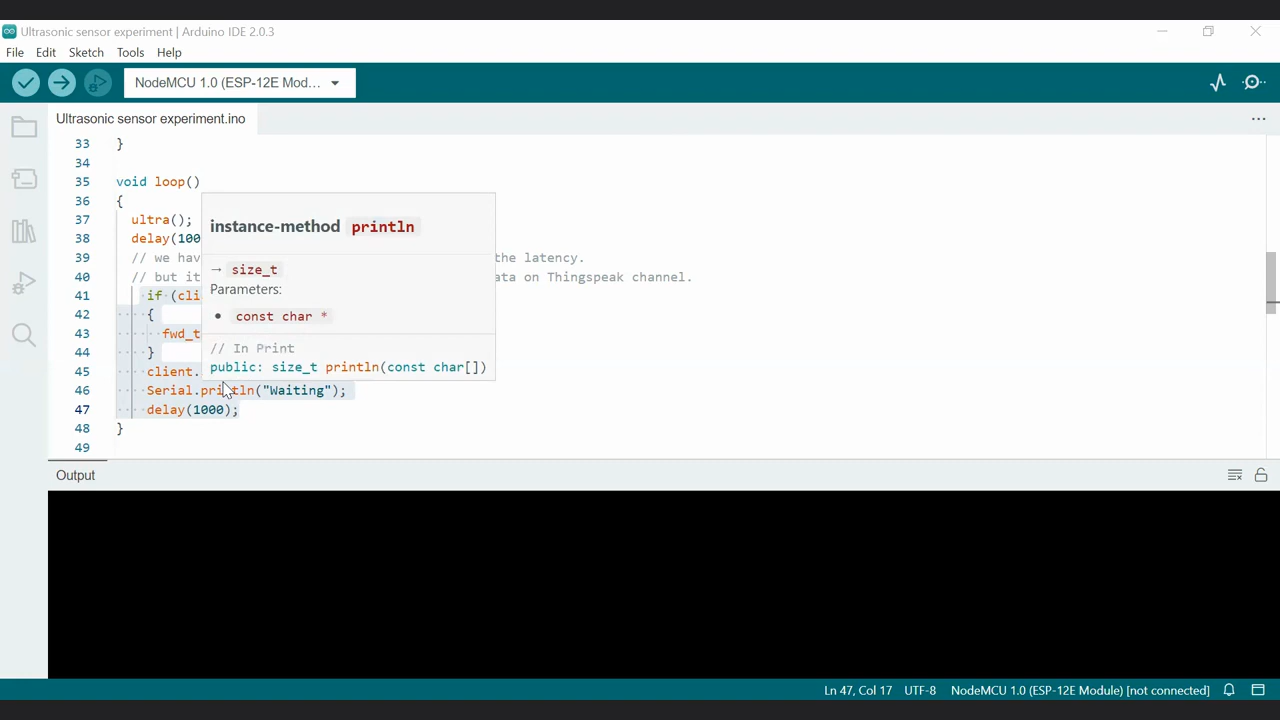 Ultrasonic sensor experiment | Arduino IDE 2.0.3
File Edit Sketch Tools Help
NodeMCU 1.0 (ESP-12E Mod...
Ultrasonic sensor experiment.ino
33 }
34
35 void loop()
36 {
37 ultra();
38 delay(100
39 // we hav the latency.
40 // but it ata on Thingspeak channel.
41 if (cli
42 {
43 fwd_t
44 }
45 client.
46 Serial.println("Waiting");
47 delay(1000);
48 }
49
instance-method println
→ size_t
Parameters:
• const char *
// In Print
public: size_t println(const char[])
Output
Ln 47, Col 17 UTF-8 NodeMCU 1.0 (ESP-12E Module) [not connected]